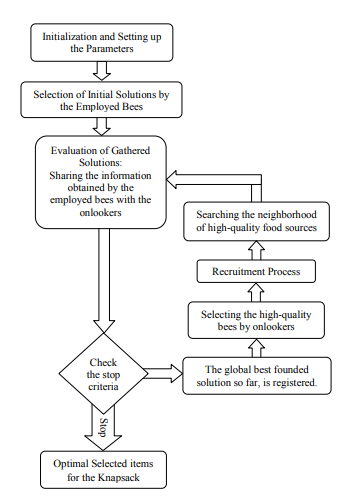 Initialization and Setting up
the Parameters
Selection of Initial Solutions by
the Employed Bees
Evaluation of Gathered
Solutions:
Sharing the information
obtained by the
employed bees with the
onlookers
Searching the neighborhood
of high-quality food sources
Recruitment Process
Selecting the high-quality
bees by onlookers
Check
the stop
criteria
The global best founded
solution so far, is registered.
Stop
Optimal Selected items
for the Knapsack